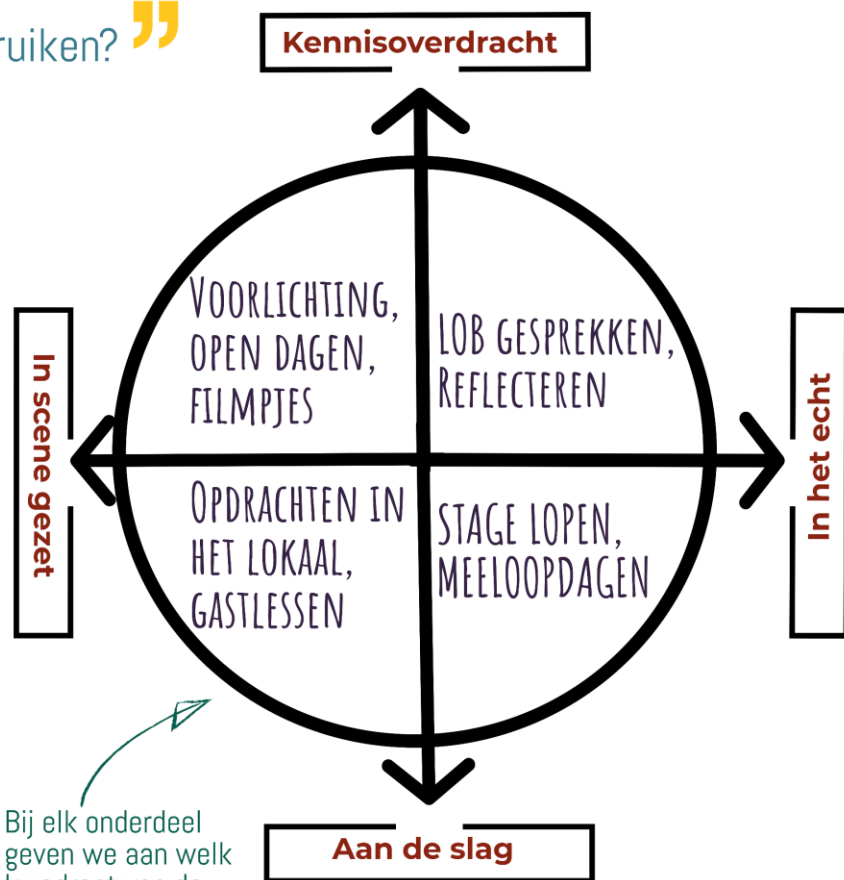 ruiken? ”
Kennisoverdracht
In scene gezet
VOORLICHTING,
OPEN DAGEN,
FILMPJES
LOB GESPREKKEN,
REFLECTEREN
In het echt
OPDRACHTEN IN
HET LOKAAL,
GASTLESSEN
STAGE LOPEN,
MEELOOPDAGEN
Bij elk onderdeel
geven we aan welk
Aan de slag